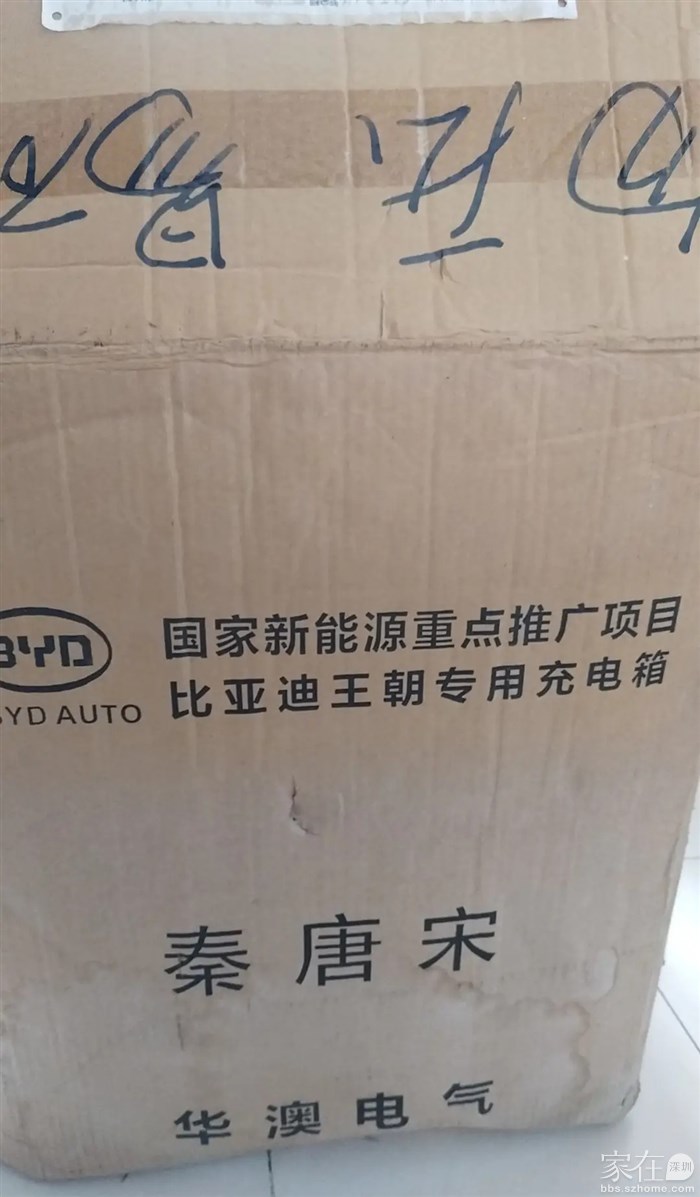 BYD
BYD AUTO
国家新能源重点推广项目
比亚迪王朝专用充电箱
秦唐宋
华澳电气
家在深圳
bbs.szhome.com